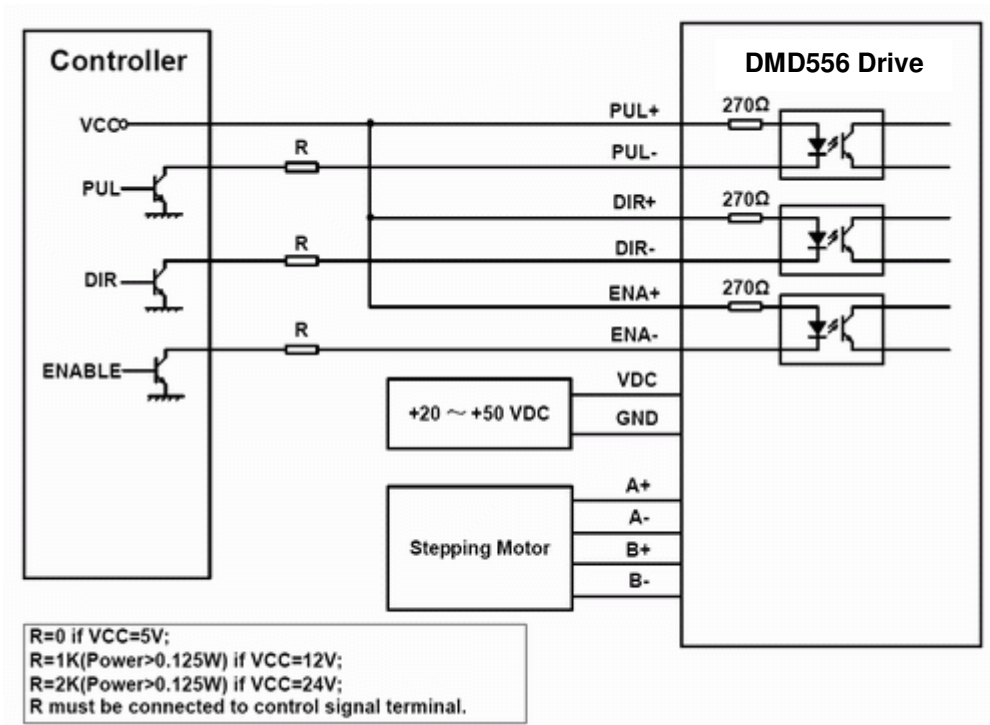 Controller
DMD556 Drive
VCC
PUL+
270Ω
R
PUL-
PUL
DIR+
270Ω
R
DIR-
DIR
ENA+
270Ω
R
ENA-
ENABLE
VDC
+20 ~ +50 VDC
GND
A+
A-
Stepping Motor
B+
B-
R=0 if VCC=5V;
R=1K(Power>0.125W) if VCC=12V;
R=2K(Power>0.125W) if VCC=24V;
R must be connected to control signal terminal.